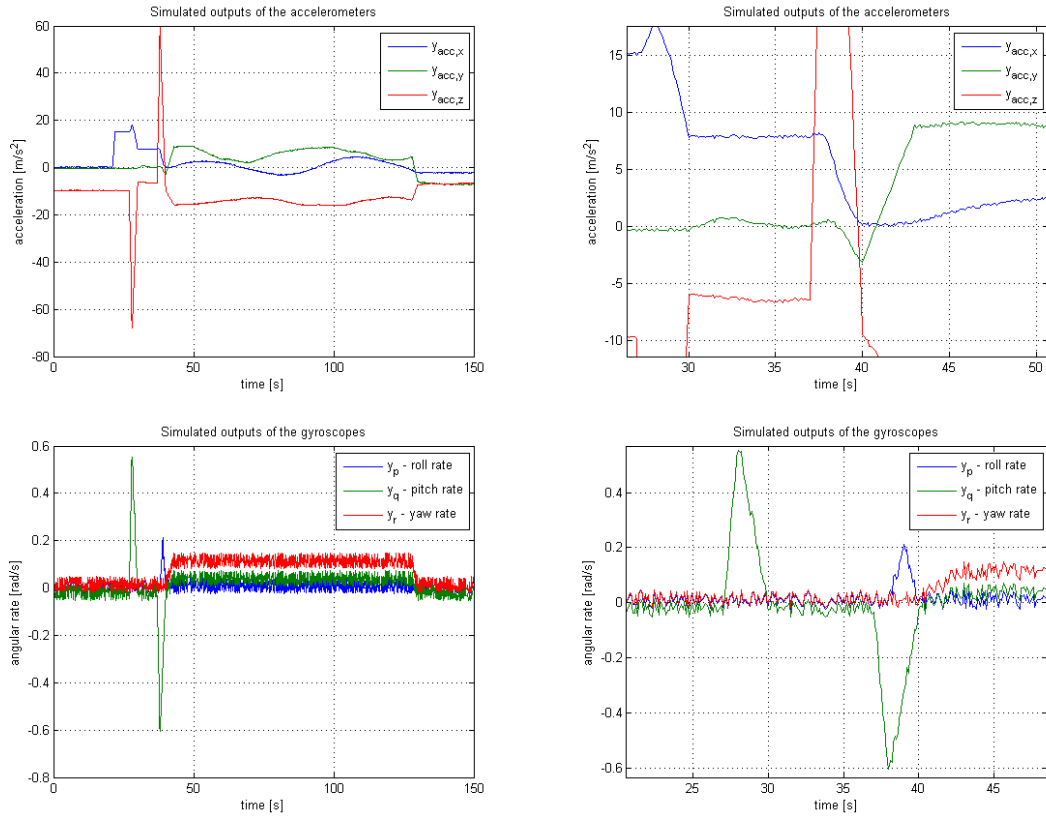 Simulated outputs of the accelerometers
60
40
20
0
-20
-40
-60
-80
acceleration [m/s²]
y_acc,x
y_acc,y
y_acc,z
0 50 100 150
time [s]
Simulated outputs of the accelerometers
15
10
5
0
-5
-10
acceleration [m/s²]
y_acc,x
y_acc,y
y_acc,z
30 35 40 45 50
time [s]
Simulated outputs of the gyroscopes
0.6
0.4
0.2
0
-0.2
-0.4
-0.6
-0.8
angular rate [rad/s]
y_p - roll rate
y_q - pitch rate
y_r - yaw rate
0 50 100 150
time [s]
Simulated outputs of the gyroscopes
0.4
0.2
0
-0.2
-0.4
-0.6
angular rate [rad/s]
y_p - roll rate
y_q - pitch rate
y_r - yaw rate
25 30 35 40 45
time [s]